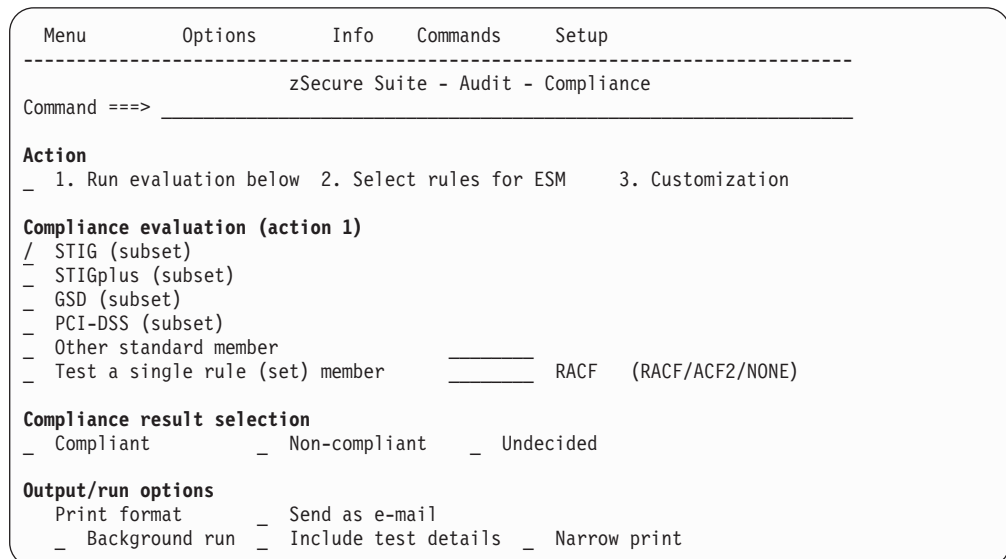 Menu Options Info Commands Setup
-------------------------------------------------------------------------------
zSecure Suite - Audit - Compliance
Command ===> _________________________________________________________________
Action
_ 1. Run evaluation below 2. Select rules for ESM 3. Customization
Compliance evaluation (action 1)
/ STIG (subset)
_ STIGplus (subset)
_ GSD (subset)
_ PCI-DSS (subset)
_ Other standard member ________
_ Test a single rule (set) member ________ RACF (RACF/ACF2/NONE)
Compliance result selection
_ Compliant _ Non-compliant _ Undecided
Output/run options
Print format _ Send as e-mail
_ Background run _ Include test details _ Narrow print